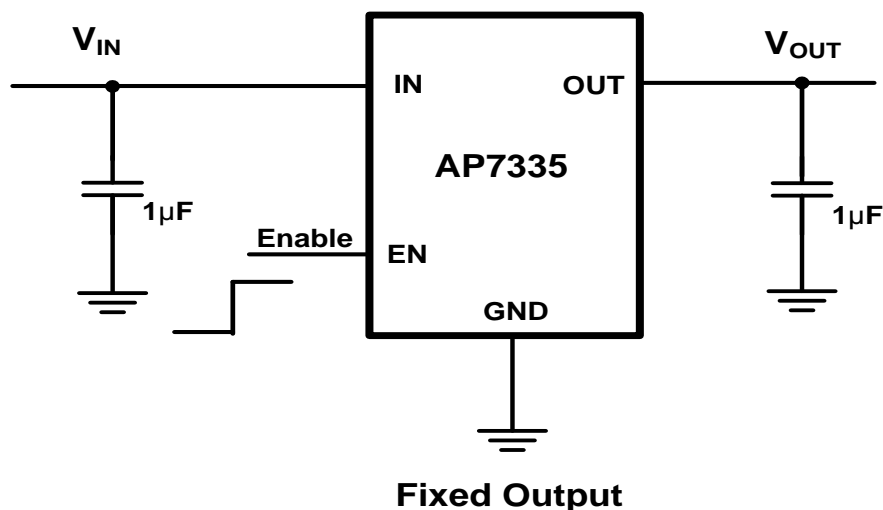 VIN
VOUT
IN
OUT
AP7335
1µF
1µF
Enable
EN
GND
Fixed Output